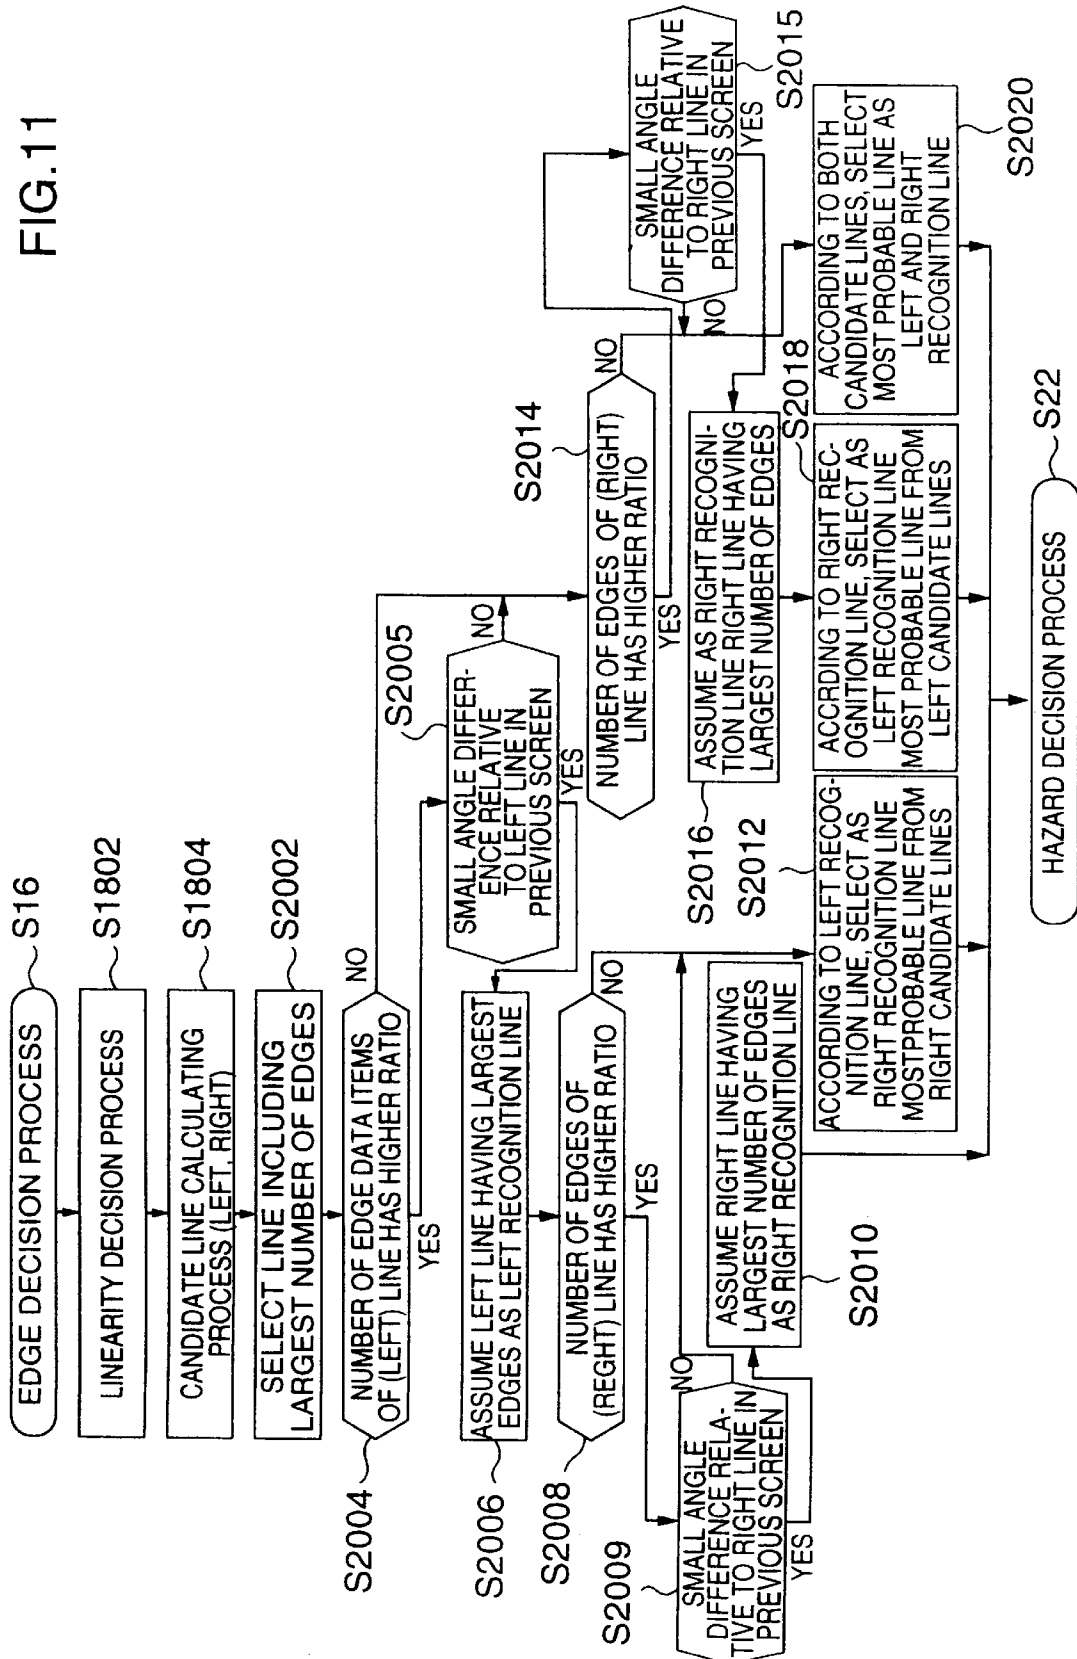 FIG.11
EDGE DECISION PROCESS
S16
LINEARITY DECISION PROCESS
S1802
CANDIDATE LINE CALCULATING
PROCESS (LEFT, RIGHT)
S1804
SELECT LINE INCLUDING
LARGEST NUMBER OF EDGES
S2002
S2004
NUMBER OF EDGE DATA ITEMS
OF (LEFT) LINE HAS HIGHER RATIO
NO
YES
S2005
SMALL ANGLE DIFFER-
ENCE RELATIVE
TO LEFT LINE IN
PREVIOUS SCREEN
NO
YES
S2006
ASSUME LEFT LINE HAVING LARGEST
EDGES AS LEFT RECOGNITION LINE
S2008
NUMBER OF EDGES OF
(REGHT) LINE HAS HIGHER RATIO
NO
YES
S2009
SMALL ANGLE
DIFFERENCE RELA-
TIVE TO RIGHT LINE IN
PREVIOUS SCREEN
NO
YES
ASSUME RIGHT LINE HAVING
LARGEST NUMBER OF EDGES
AS RIGHT RECOGNITION LINE
S2010
S2012
ACCORDING TO LEFT RECOG-
NITION LINE, SELECT AS
RIGHT RECOGNITION LINE
MOSTPROBABLE LINE FROM
RIGHT CANDIDATE LINES
S2014
NUMBER OF EDGES OF (RIGHT)
LINE HAS HIGHER RATIO
NO
YES
SMALL ANGLE
DIFFERENCE RELATIVE
TO RIGHT LINE IN
PREVIOUS SCREEN
S2015
NO
YES
S2016
ASSUME AS RIGHT RECOGNI-
TION LINE RIGHT LINE HAVING
LARGEST NUMBER OF EDGES
S2018
ACCRDING TO RIGHT REC-
OGNITION LINE, SELECT AS
LEFT RECOGNITION LINE
MOST PROBABLE LINE FROM
LEFT CANDIDATE LINES
ACCORDING TO BOTH
CANDIDATE LINES, SELECT
MOST PROBABLE LINE AS
LEFT AND RIGHT
RECOGNITION LINE
S2020
HAZARD DECISION PROCESS
S22